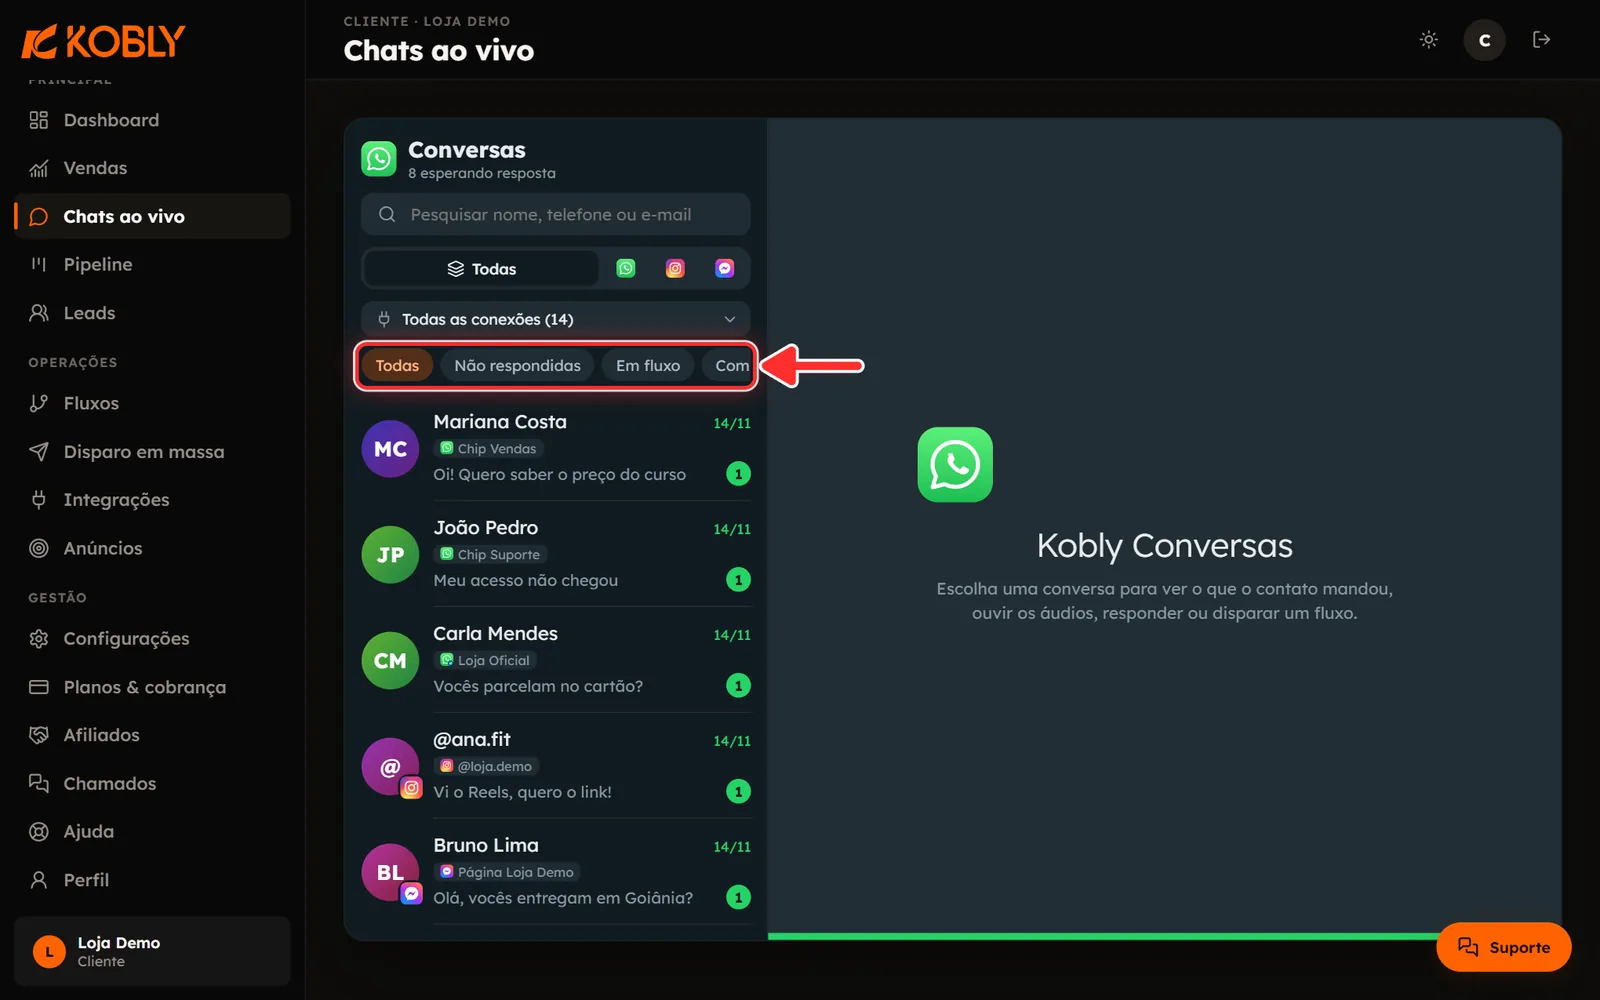 KOBLY
PRINCIPAL
Dashboard
Vendas
Chats ao vivo
Pipeline
Leads
OPERAÇÕES
Fluxos
Disparo em massa
Integrações
Anúncios
GESTÃO
Configurações
Planos & cobrança
Afiliados
Chamados
Ajuda
Perfil
L
Loja Demo
Cliente
CLIENTE · LOJA DEMO
Chats ao vivo
C
Conversas
8 esperando resposta
Pesquisar nome, telefone ou e-mail
Todas
Todas as conexões (14)
Todas Não respondidas Em fluxo Com
MC
Mariana Costa 14/11
Chip Vendas
Oi! Quero saber o preço do curso 1
JP
João Pedro 14/11
Chip Suporte
Meu acesso não chegou 1
CM
Carla Mendes 14/11
Loja Oficial
Vocês parcelam no cartão? 1
@
@ana.fit 14/11
@loja.demo
Vi o Reels, quero o link! 1
BL
Bruno Lima 14/11
Página Loja Demo
Olá, vocês entregam em Goiânia? 1
Kobly Conversas
Escolha uma conversa para ver o que o contato mandou,
ouvir os áudios, responder ou disparar um fluxo.
Suporte